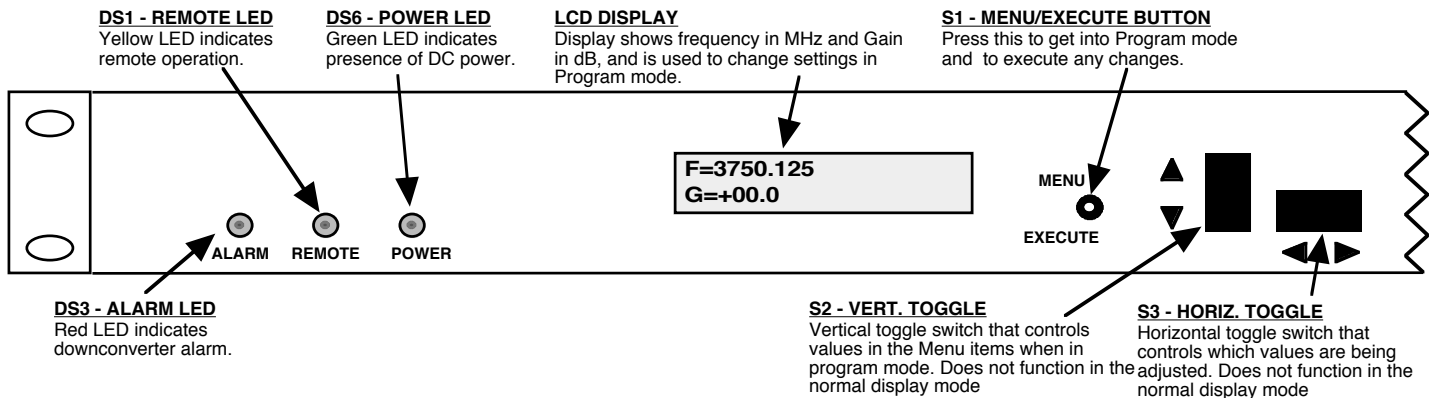 DS1 - REMOTE LED
Yellow LED indicates
remote operation.
DS6 - POWER LED
Green LED indicates
presence of DC power.
LCD DISPLAY
Display shows frequency in MHz and Gain
in dB, and is used to change settings in
Program mode.
S1 - MENU/EXECUTE BUTTON
Press this to get into Program mode
and to execute any changes.
F=3750.125
G=+00.0
MENU
EXECUTE
ALARM
REMOTE
POWER
DS3 - ALARM LED
Red LED indicates
downconverter alarm.
S2 - VERT. TOGGLE
Vertical toggle switch that controls
values in the Menu items when in
program mode. Does not function in the
normal display mode
S3 - HORIZ. TOGGLE
Horizontal toggle switch that
controls which values are being
adjusted. Does not function in the
normal display mode